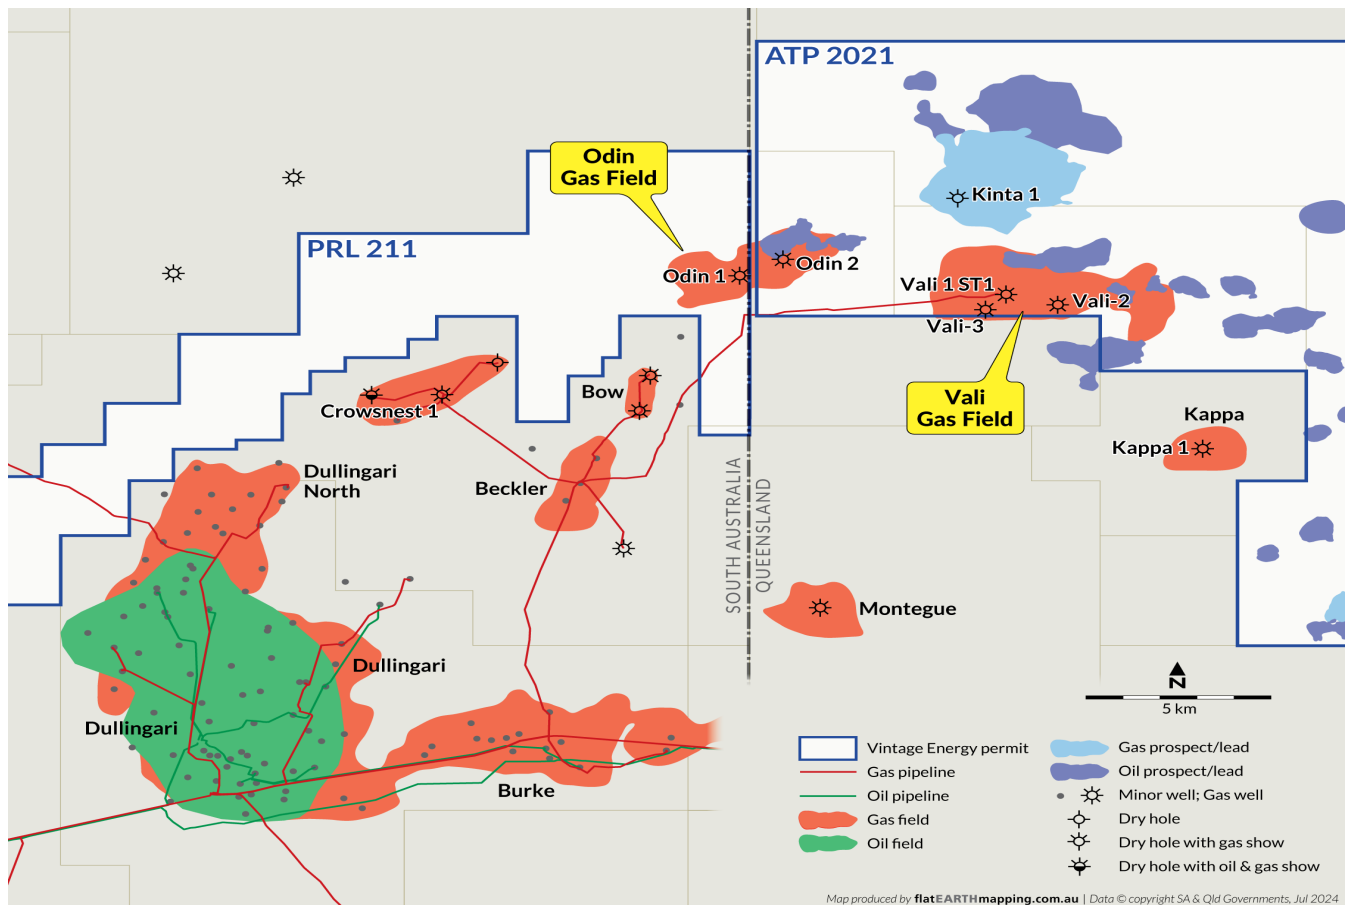 ATP 2021
Odin
Gas Field
Kinta 1
PRL 211
Odin 1
Odin 2
Vali 1 ST1
Vali-2
Vali-3
Crowsnest 1
Bow
Vali
Gas Field
Kappa
Kappa 1
Dullingari
North
Beckler
SOUTH AUSTRALIA
QUEENSLAND
Montegue
Dullingari
Dullingari
N
5 km
Burke
Vintage Energy permit
Gas pipeline
Oil pipeline
Gas field
Oil field
Gas prospect/lead
Oil prospect/lead
Minor well; Gas well
Dry hole
Dry hole with gas show
Dry hole with oil & gas show
Map produced by flatEARTHmapping.com.au | Data © copyright SA & Qld Governments, Jul 2024